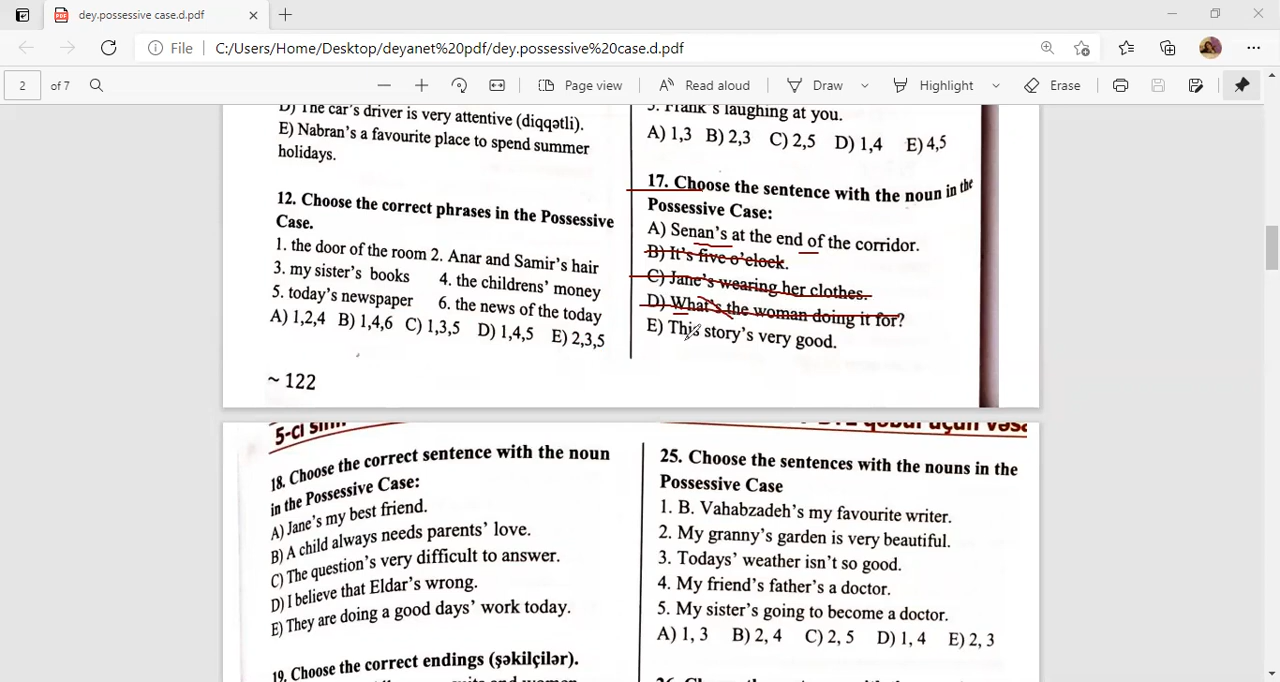 dey.possessive case.d.pdf
File
C:/Users/Home/Desktop/deyanet%20pdf/dey.possessive%20case.d.pdf
2 of 7
Page view
Read aloud
Draw
Highlight
Erase
D) The car's driver is very attentive (diqqətli).
E) Nabran's a favourite place to spend summer
holidays.
12. Choose the correct phrases in the Possessive
Case.
1. the door of the room 2. Anar and Samir's hair
3. my sister's books 4. the childrens' money
5. today's newspaper 6. the news of the today
A) 1,2,4 B) 1,4,6 C) 1,3,5 D) 1,4,5 E) 2,3,5
~ 122
5. Frank's laughing at you.
A) 1,3 B) 2,3 C) 2,5 D) 1,4 E) 4,5
17. Choose the sentence with the noun in the
Possessive Case:
A) Senan's at the end of the corridor.
B) It's five o'clock.
C) Jane's wearing her clothes.
D) What's the woman doing it for?
E) This story's very good.
5-ci sinif
qəbul üçün vəsa
18. Choose the correct sentence with the noun
in the Possessive Case:
A) Jane's my best friend.
B) A child always needs parents' love.
C) The question's very difficult to answer.
D) I believe that Eldar's wrong.
E) They are doing a good days' work today.
19. Choose the correct endings (şəkilçilər).
25. Choose the sentences with the nouns in the
Possessive Case
1. B. Vahabzadeh's my favourite writer.
2. My granny's garden is very beautiful.
3. Todays' weather isn't so good.
4. My friend's father's a doctor.
5. My sister's going to become a doctor.
A) 1, 3 B) 2, 4 C) 2, 5 D) 1, 4 E) 2, 3